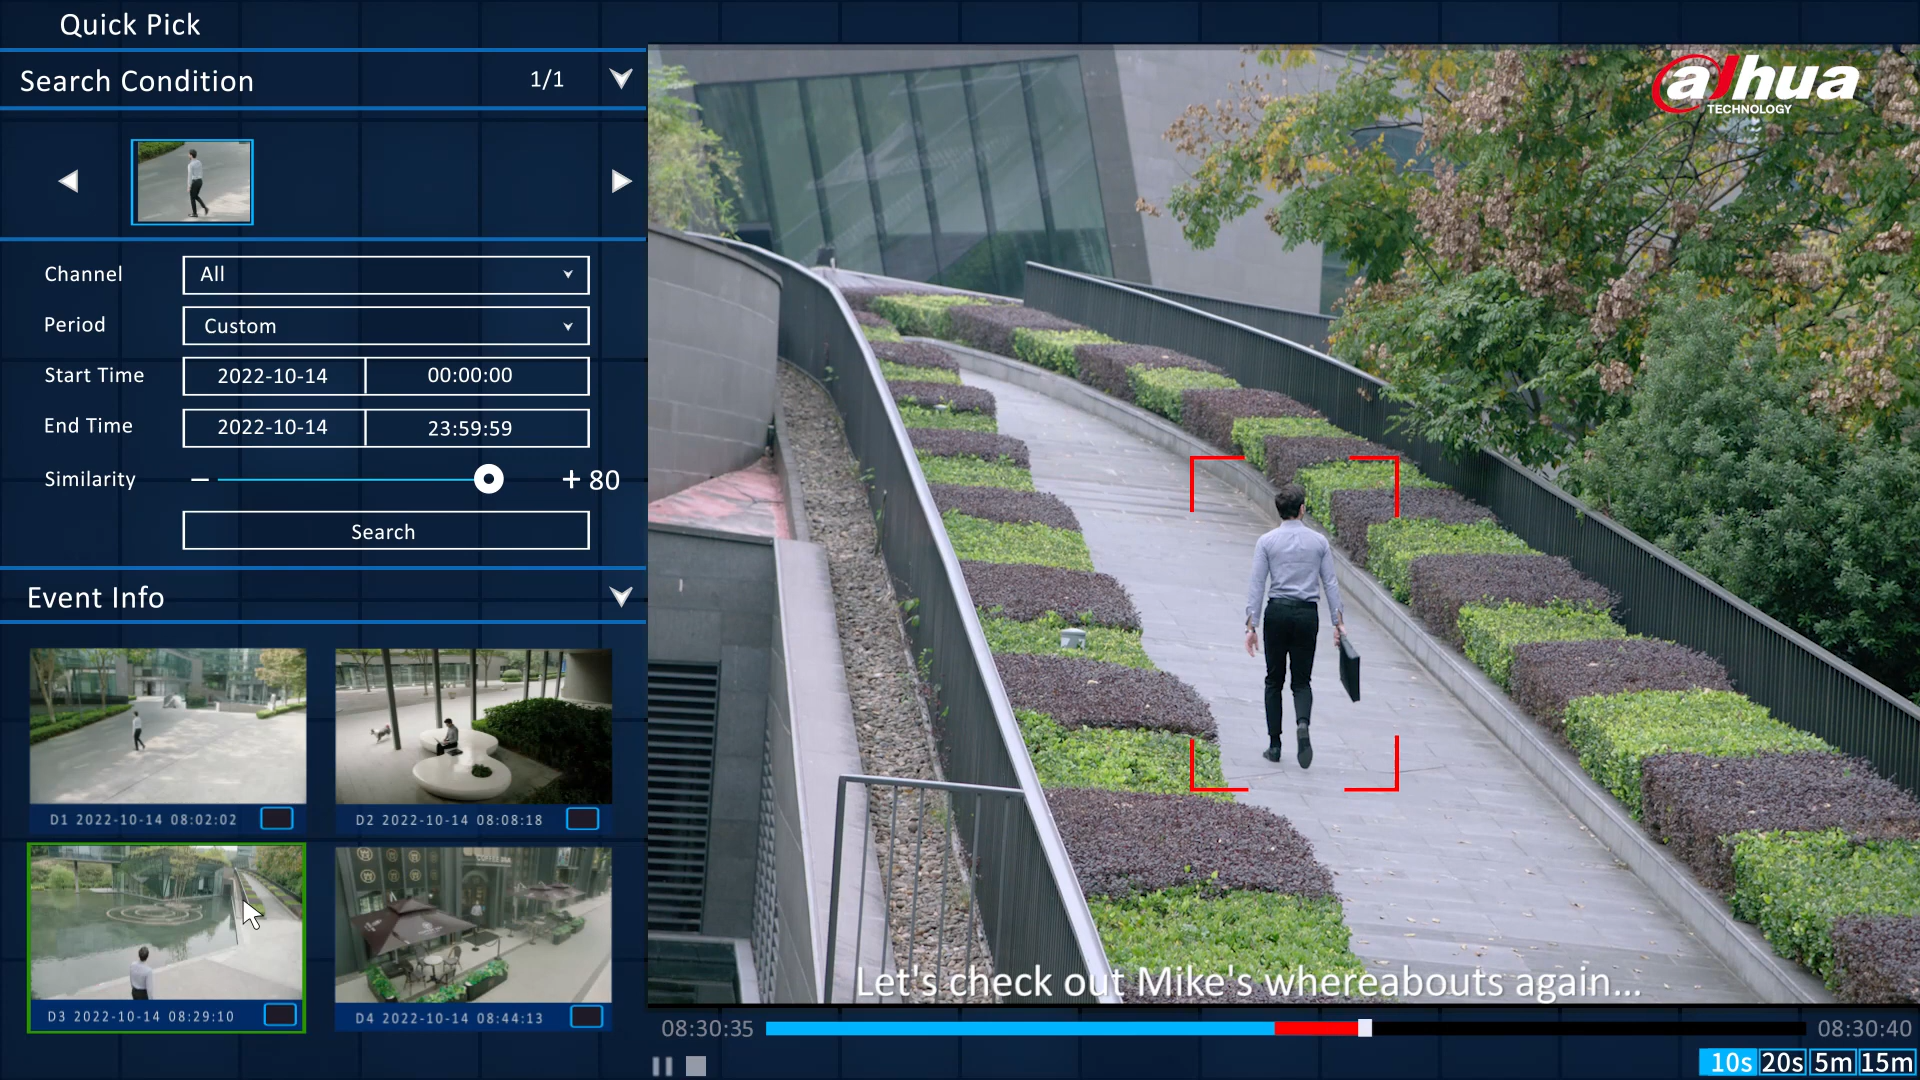 Quick Pick
Search Condition 1/1
Channel All
Period Custom
Start Time 2022-10-14 00:00:00
End Time 2022-10-14 23:59:59
Similarity − + 80
Search
Event Info
D1 2022-10-14 08:02:02
D2 2022-10-14 08:08:18
D3 2022-10-14 08:29:10
D4 2022-10-14 08:44:13
alhua
TECHNOLOGY
Let's check out Mike's whereabouts again...
08:30:35 08:30:40
10s 20s 5m 15m